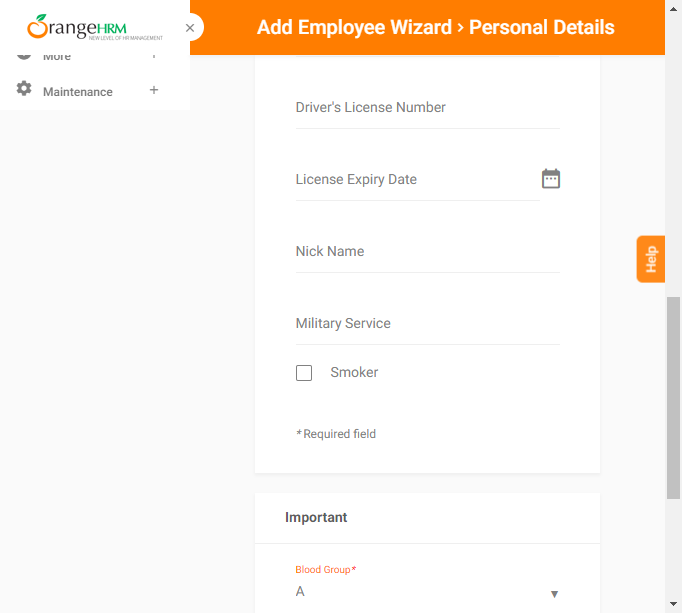 OrangeHRM
NEW LEVEL OF HR MANAGEMENT
×
Add Employee Wizard › Personal Details
More
Maintenance +
Driver's License Number
License Expiry Date
Nick Name
Help
Military Service
Smoker
* Required field
Important
Blood Group*
A